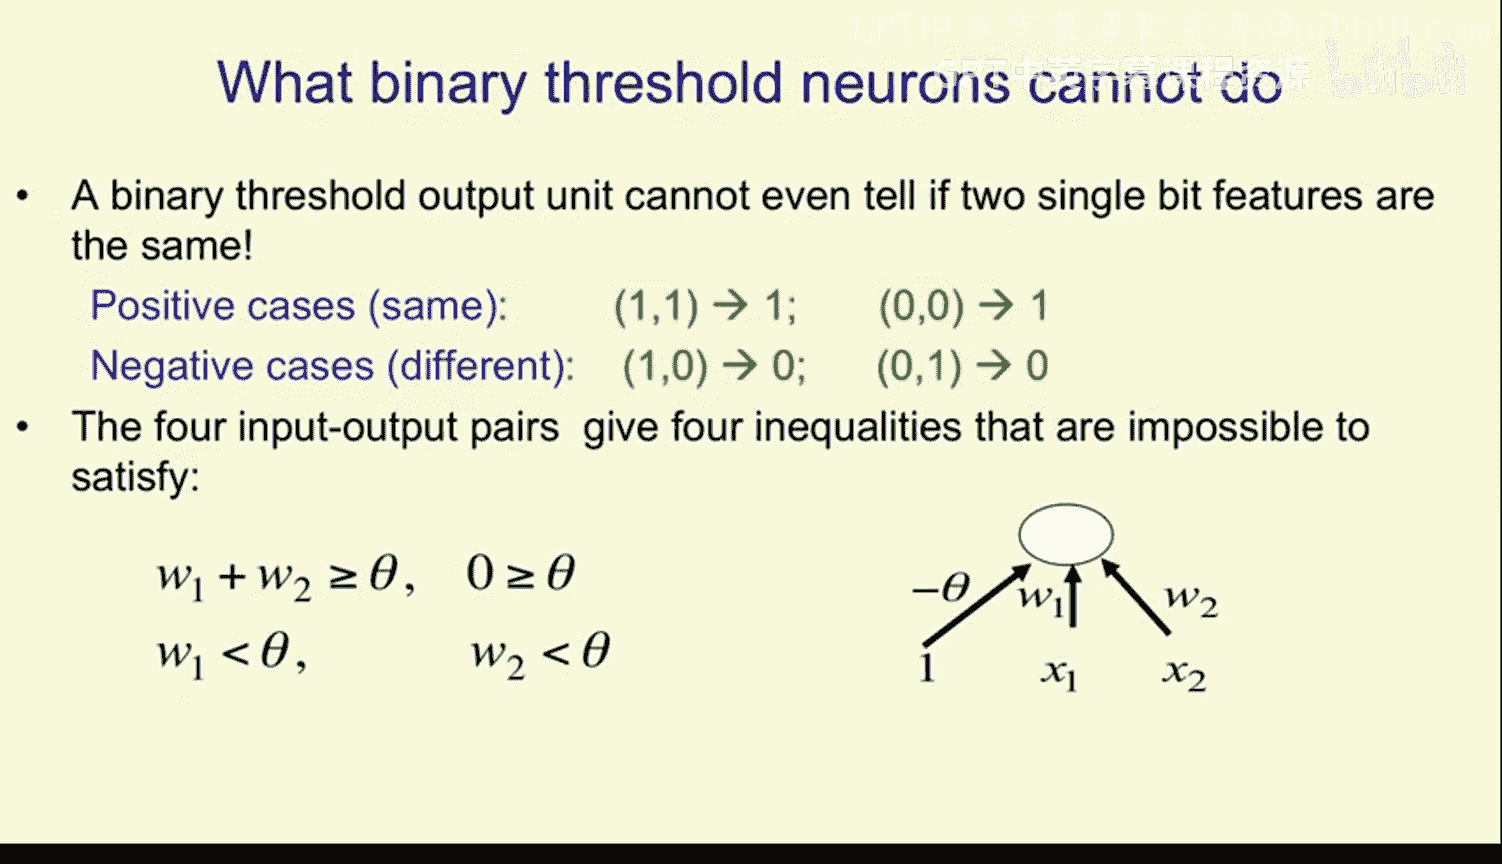 What binary threshold neurons cannot do
• A binary threshold output unit cannot even tell if two single bit features are
the same!
Positive cases (same): (1,1) → 1; (0,0) → 1
Negative cases (different): (1,0) → 0; (0,1) → 0
• The four input-output pairs give four inequalities that are impossible to
satisfy:
w₁ + w₂ ≥ θ, 0 ≥ θ
w₁ < θ, w₂ < θ
−θ w₁ w₂
1 x₁ x₂